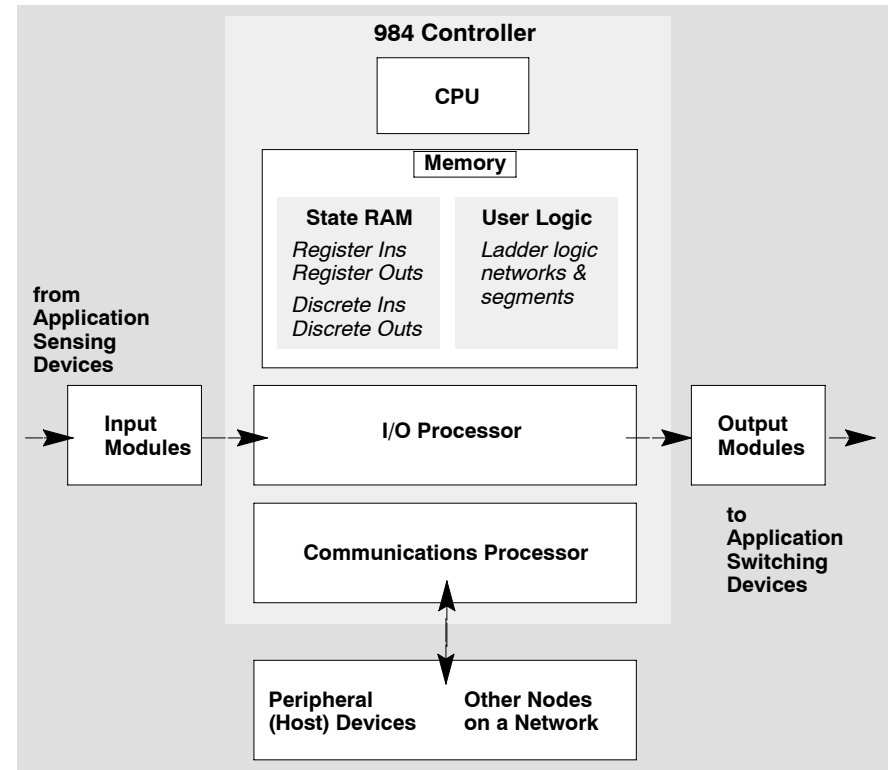 984 Controller
CPU
Memory
State RAM
Register Ins
Register Outs
Discrete Ins
Discrete Outs
User Logic
Ladder logic
networks &
segments
from
Application
Sensing
Devices
Input
Modules
I/O Processor
Output
Modules
to
Application
Switching
Devices
Communications Processor
Peripheral
(Host) Devices
Other Nodes
on a Network